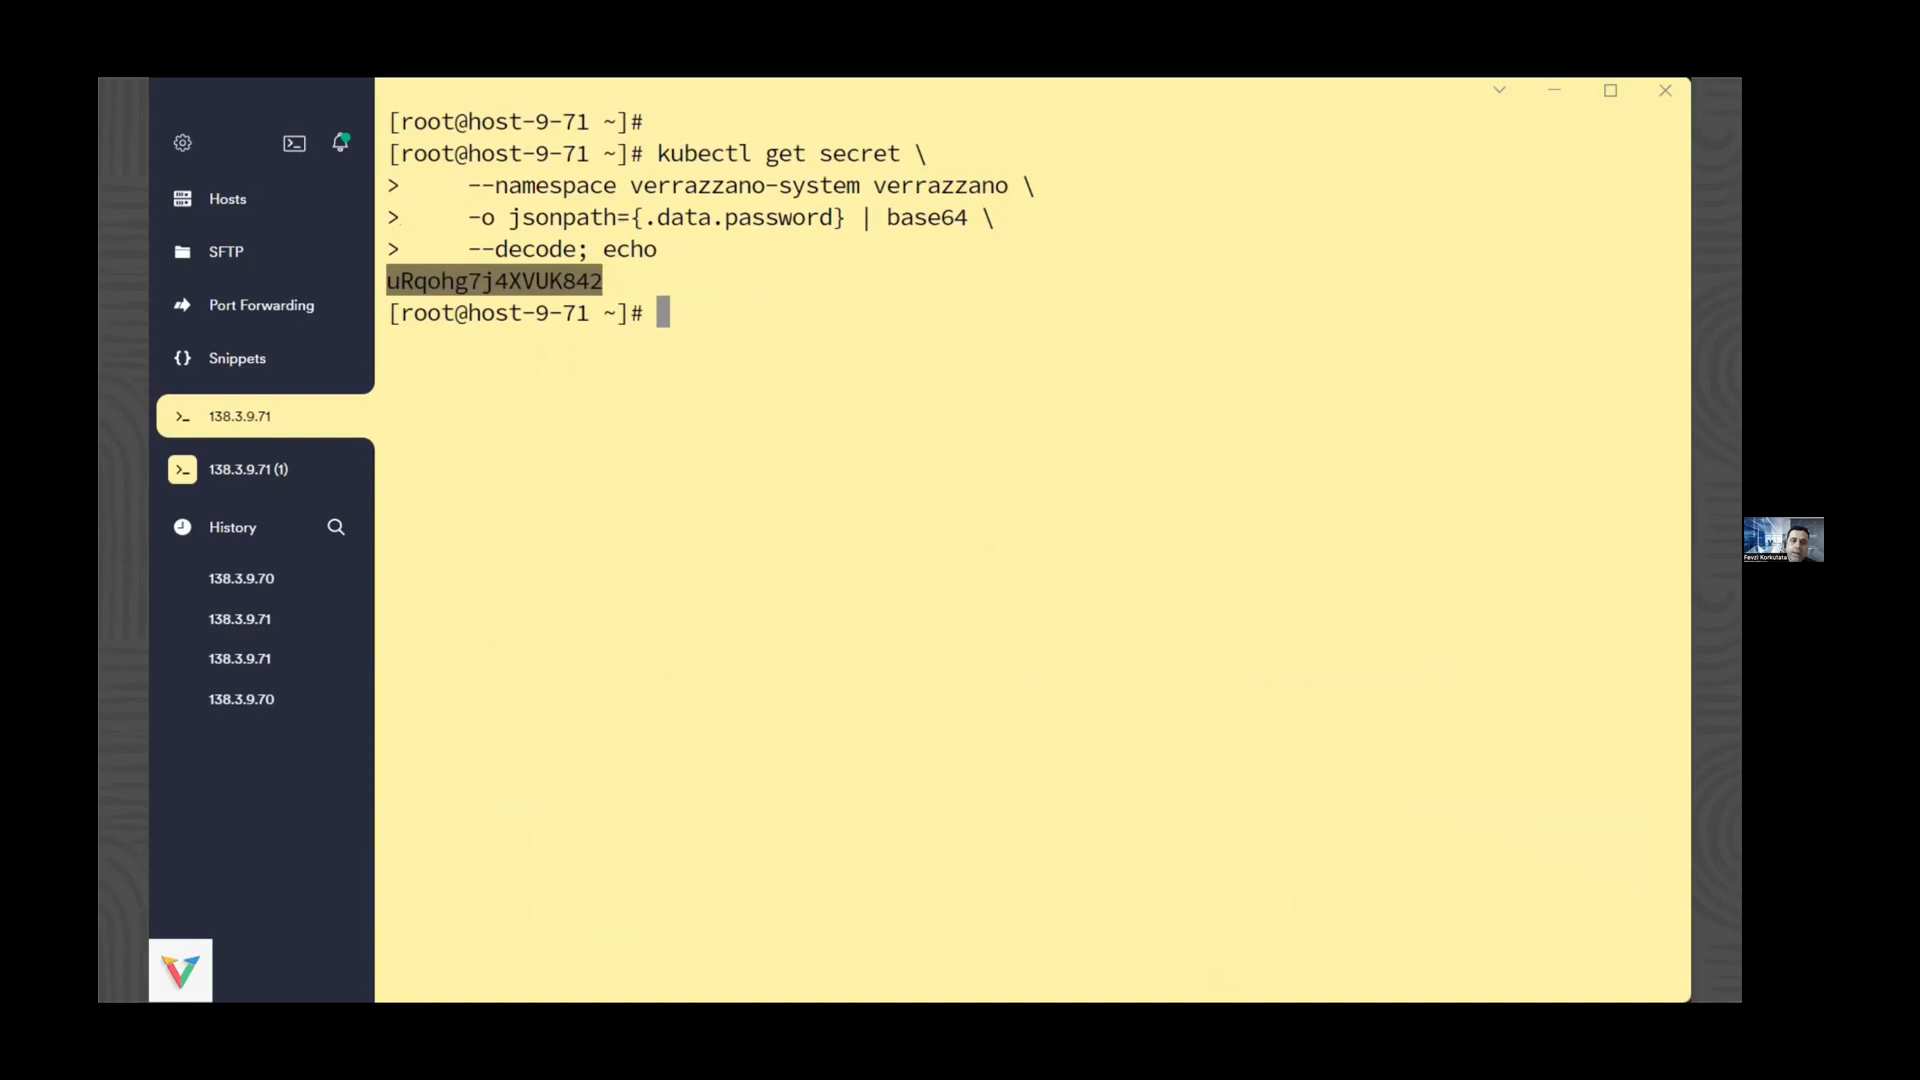 [root@host-9-71 ~]#
[root@host-9-71 ~]# kubectl get secret \
> --namespace verrazzano-system verrazzano \
> -o jsonpath={.data.password} | base64 \
> --decode; echo
uRqohg7j4XVUK842
[root@host-9-71 ~]#
Hosts
SFTP
Port Forwarding
{} Snippets
>_ 138.3.9.71
>_ 138.3.9.71 (1)
History
138.3.9.70
138.3.9.71
138.3.9.71
138.3.9.70
Fevzi Korkutata